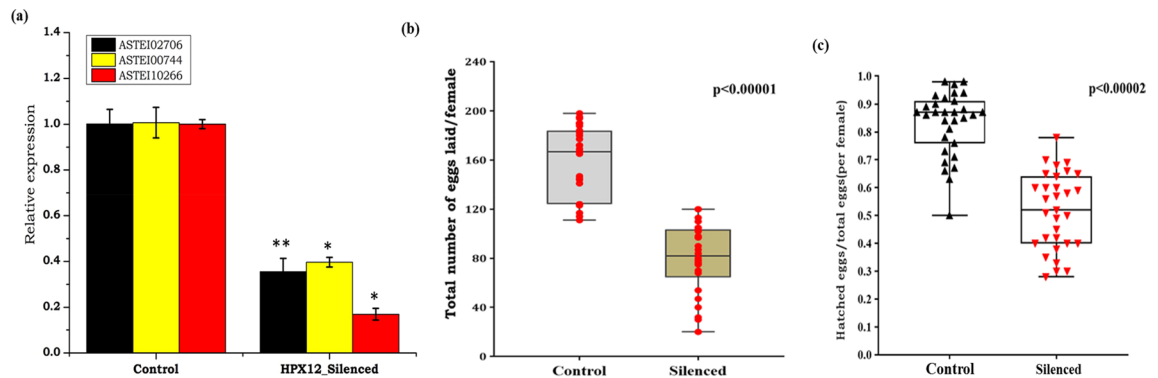 (a)
ASTEI02706
ASTEI00744
ASTEI10266
Relative expression
1.4
1.2
1.0
0.8
0.6
0.4
0.2
0.0
**
*
*
Control
HPX12_Silenced
(b)
Total number of eggs laid/female
240
200
160
120
80
40
0
p<0.00001
Control
Silenced
(c)
Hatched eggs/total eggs(per female)
1.0
0.9
0.8
0.7
0.6
0.5
0.4
0.3
0.2
0.1
0.0
p<0.00002
Control
Silenced